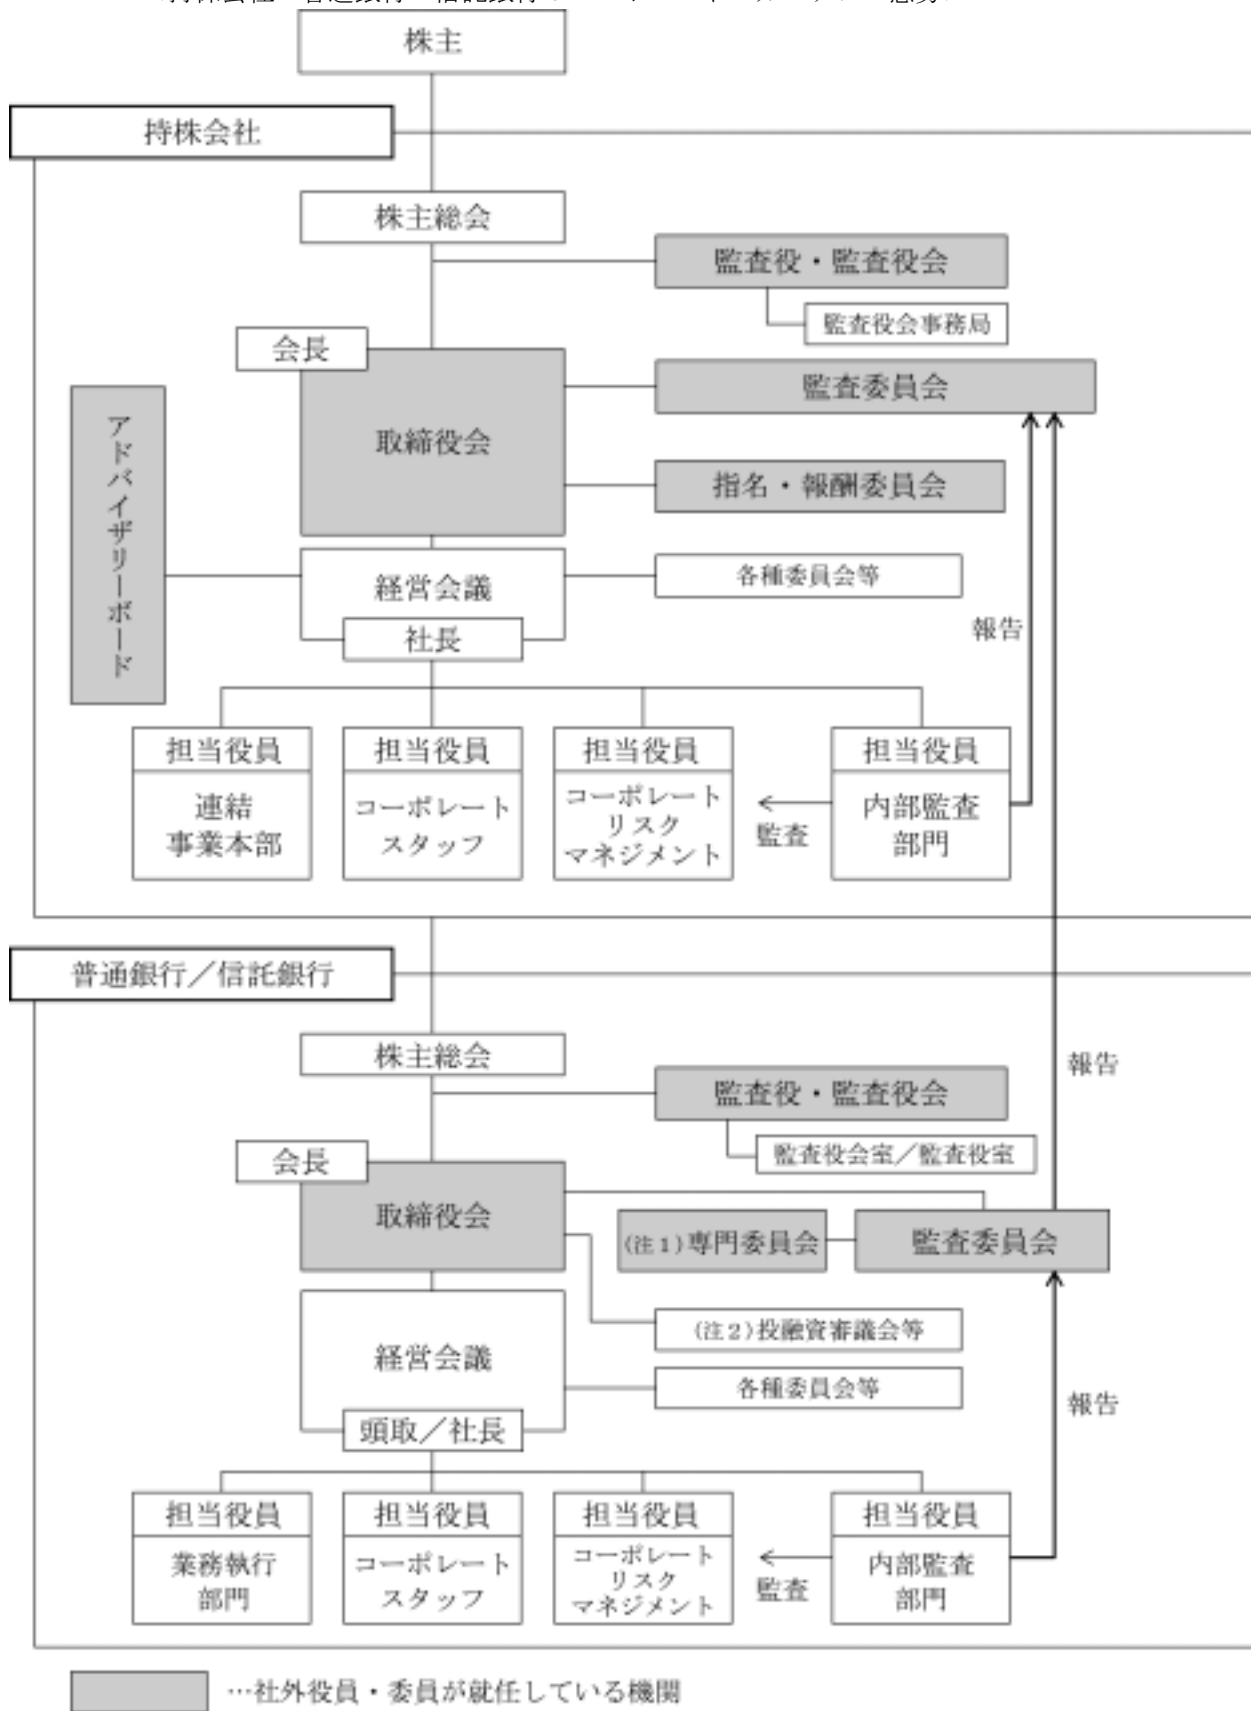 株主
持株会社
株主総会
監査役・監査役会
監査役会事務局
会長
取締役会
監査委員会
指名・報酬委員会
アドバイザリーボード
経営会議
各種委員会等
社長
報告
担当役員
連結
事業本部
担当役員
コーポレート
スタッフ
担当役員
コーポレート
リスク
マネジメント
監査
担当役員
内部監査
部門
普通銀行／信託銀行
株主総会
報告
監査役・監査役会
監査役会室／監査役室
会長
取締役会
(注1)専門委員会
監査委員会
(注2)投融資審議会等
経営会議
各種委員会等
報告
頭取／社長
担当役員
業務執行
部門
担当役員
コーポレート
スタッフ
担当役員
コーポレート
リスク
マネジメント
監査
担当役員
内部監査
部門
…社外役員・委員が就任している機関